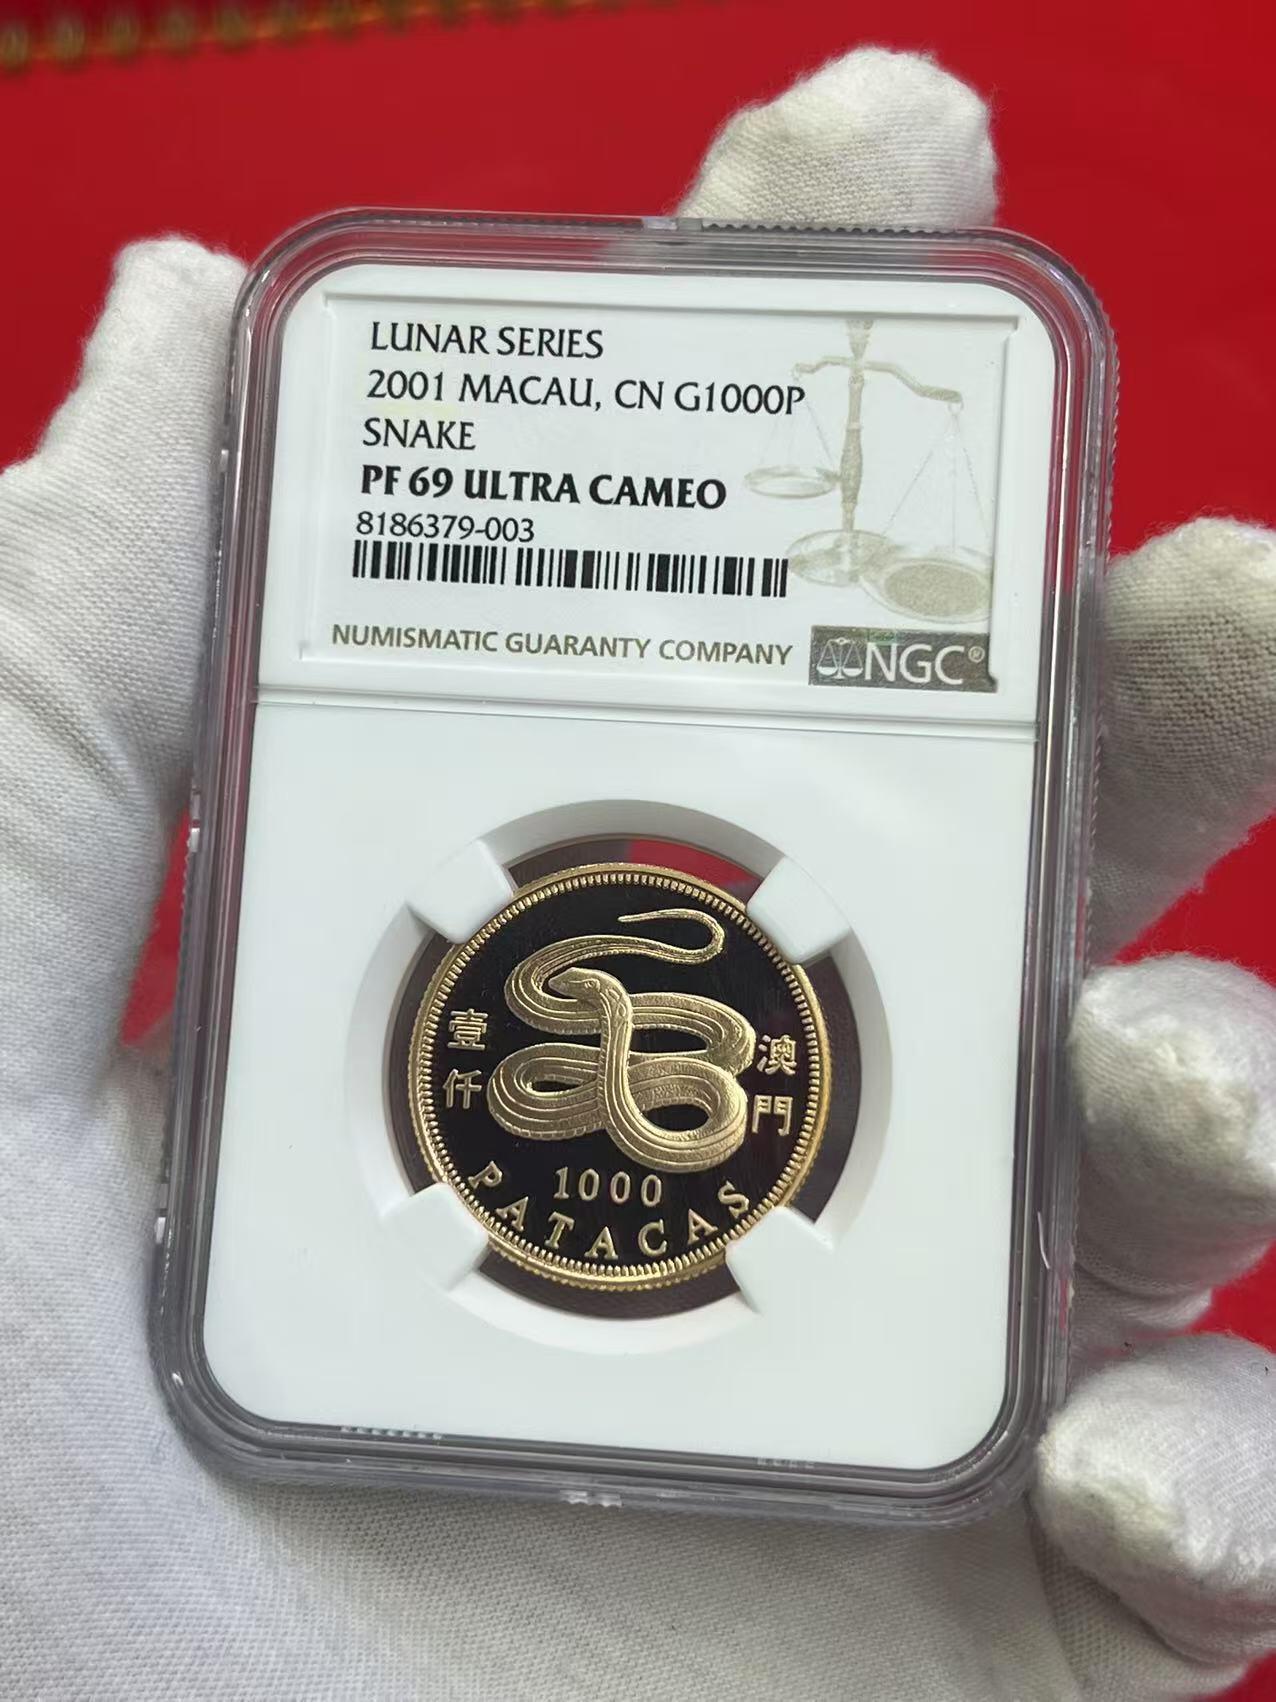 LUNAR SERIES
2001 MACAU, CN G1000P
SNAKE
PF 69 ULTRA CAMEO
8186379-003
NUMISMATIC GUARANTY COMPANY
NGC®
壹仟
澳門
1000
PATACAS